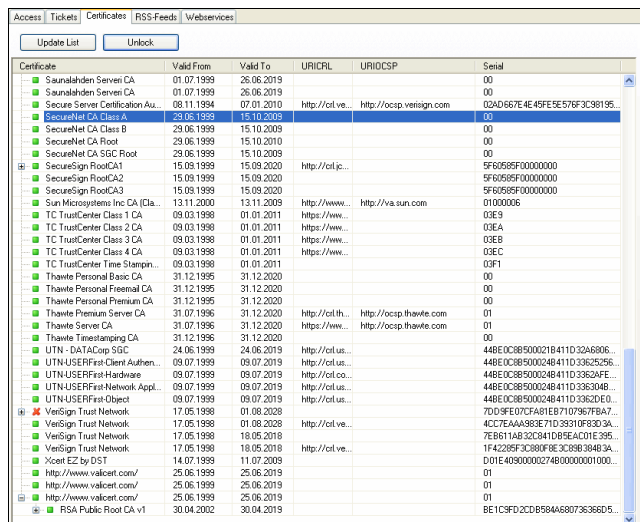 Access Tickets Certificates RSS-Feeds Webservices
Update List Unlock
Certificate Valid From Valid To URICRL URIOCSP Serial
Saunalahden Serveri CA 01.07.1999 26.06.2019 00
Saunalahden Serveri CA 01.07.1999 26.06.2019 00
Secure Server Certification Au... 08.11.1994 07.01.2010 http://crl.ve... http://ocsp.verisign.com 02AD667E4E45FE5E576F3C98195...
SecureNet CA Class A 29.06.1999 15.10.2009 00
SecureNet CA Class B 29.06.1999 15.10.2009 00
SecureNet CA Root 29.06.1999 15.10.2010 00
SecureNet CA SGC Root 29.06.1999 15.10.2009 00
SecureSign RootCA1 15.09.1999 15.09.2020 http://crl.jc... 5F60585F00000000
SecureSign RootCA2 15.09.1999 15.09.2020 5F60585F00000000
SecureSign RootCA3 15.09.1999 15.09.2020 5F60585F00000000
Sun Microsystems Inc CA (Cla... 13.11.2000 13.11.2009 http://www... http://va.sun.com 01000006
TC TrustCenter Class 1 CA 09.03.1998 01.01.2011 https://ww... 03E9
TC TrustCenter Class 2 CA 09.03.1998 01.01.2011 https://ww... 03EA
TC TrustCenter Class 3 CA 09.03.1998 01.01.2011 https://ww... 03EB
TC TrustCenter Class 4 CA 09.03.1998 01.01.2011 https://ww... 03EC
TC TrustCenter Time Stampin... 09.03.1998 01.01.2011 03F1
Thawte Personal Basic CA 31.12.1995 31.12.2020 00
Thawte Personal Freemail CA 31.12.1995 31.12.2020 00
Thawte Personal Premium CA 31.12.1995 31.12.2020 00
Thawte Premium Server CA 31.07.1996 31.12.2020 http://crl.th... http://ocsp.thawte.com 01
Thawte Server CA 31.07.1996 31.12.2020 https://ww... http://ocsp.thawte.com 01
Thawte Timestamping CA 31.12.1996 31.12.2020 00
UTN - DATACorp SGC 24.06.1999 24.06.2019 http://crl.us... 44BE0C8B500021B411D32A6806...
UTN-USERFirst-Client Authen... 09.07.1999 09.07.2019 http://crl.us... 44BE0C8B500024B411D33625256...
UTN-USERFirst-Hardware 09.07.1999 09.07.2019 http://crl.co... 44BE0C8B500024B411D3362AFE...
UTN-USERFirst-Network Appl... 09.07.1999 09.07.2019 http://crl.us... 44BE0C8B500024B411D336304B...
UTN-USERFirst-Object 09.07.1999 09.07.2019 http://crl.us... 44BE0C8B500024B411D3362DE0...
VeriSign Trust Network 17.05.1998 01.08.2028 7DD9FE07CFA81EB7107967FBA7...
VeriSign Trust Network 17.05.1998 01.08.2028 http://crl.ve... 4CC7EAAA983E71D39310F83D3A...
VeriSign Trust Network 17.05.1998 18.05.2018 7EB611AB32C841DB5EAC01E395...
VeriSign Trust Network 17.05.1998 18.05.2018 http://crl.ve... 1F42285F3C880F8E3C89B384B3A...
Xcert EZ by DST 14.07.1999 11.07.2009 D01E40900000274B00000001000...
http://www.valicert.com/ 25.06.1999 25.06.2019 01
http://www.valicert.com/ 25.06.1999 25.06.2019 01
http://www.valicert.com/ 25.06.1999 25.06.2019 01
RSA Public Root CA v1 30.04.2002 30.04.2019 BE1C9FD2CDB584A680736366D5...